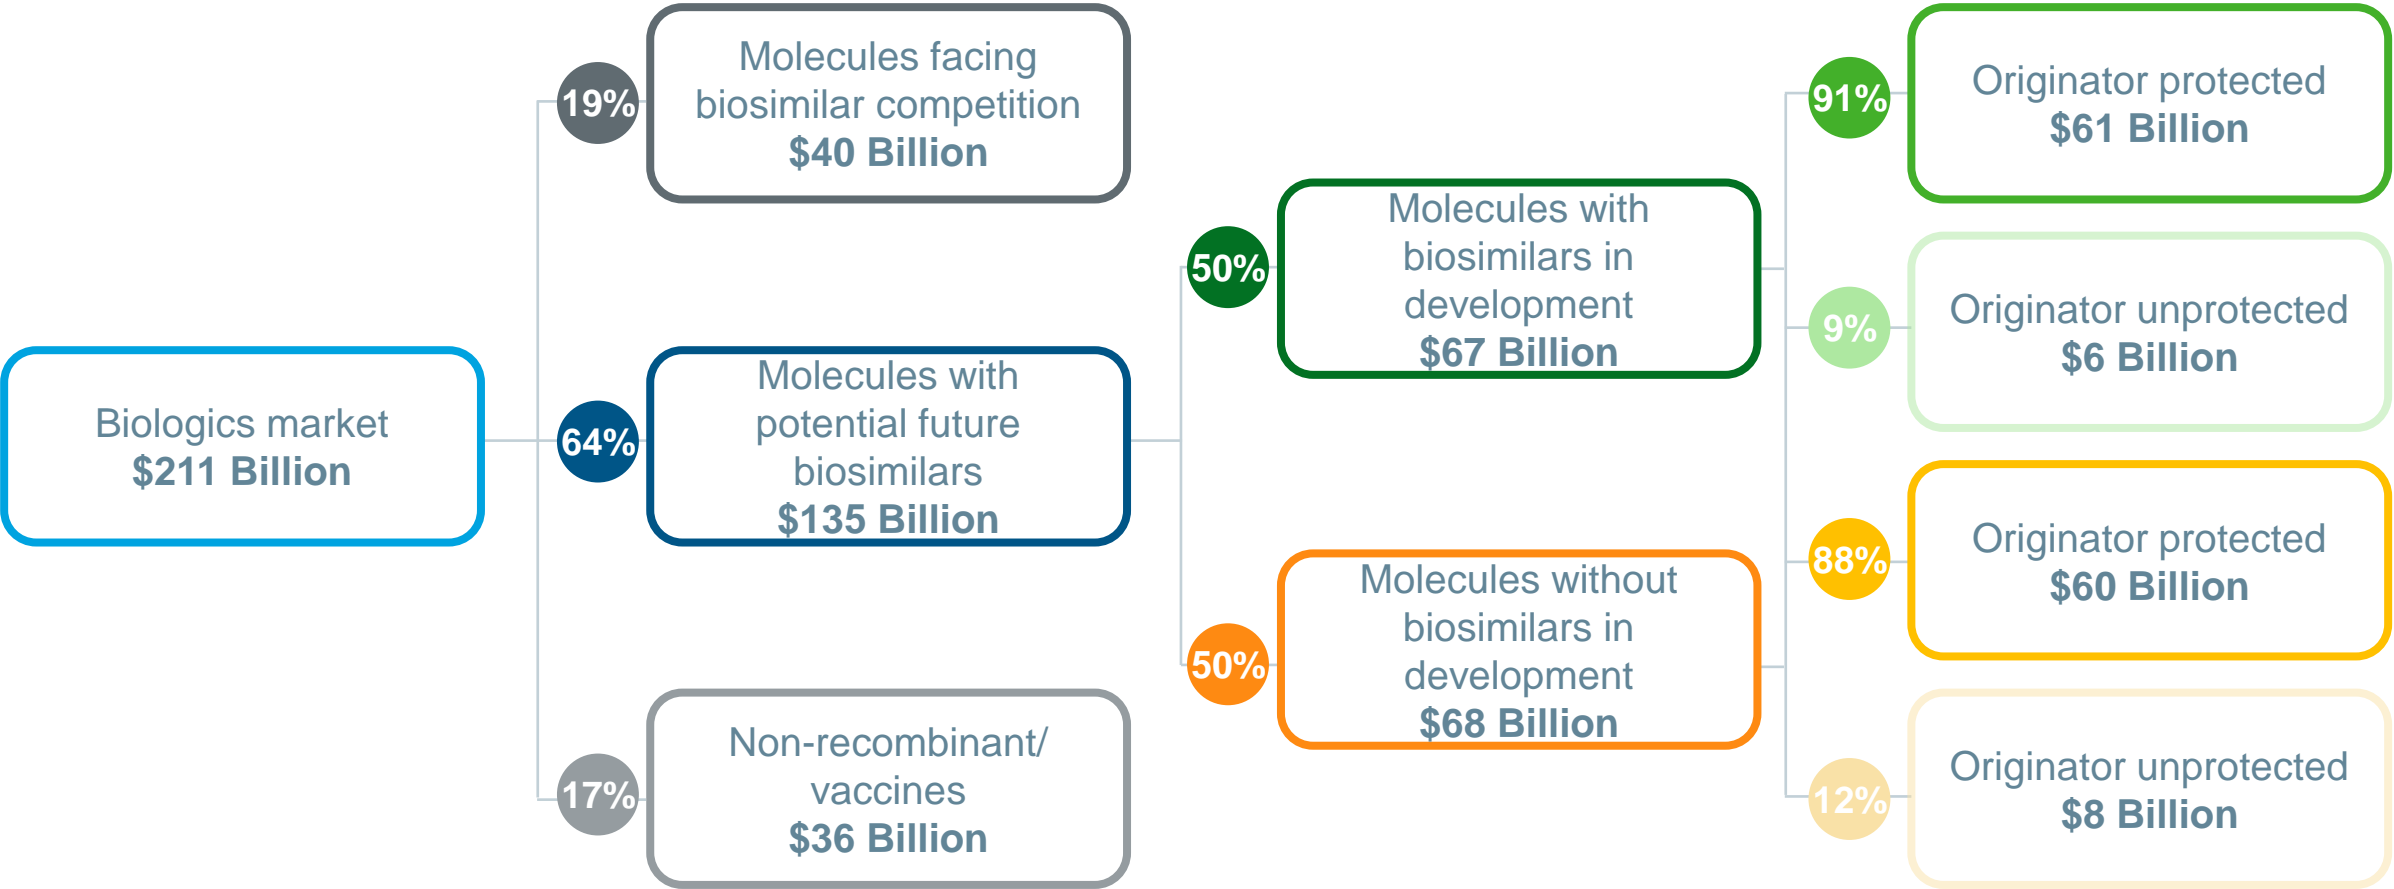 Biologics market
$211 Billion
19%
Molecules facing
biosimilar competition
$40 Billion
64%
Molecules with
potential future
biosimilars
$135 Billion
17%
Non-recombinant/
vaccines
$36 Billion
50%
Molecules with
biosimilars in
development
$67 Billion
50%
Molecules without
biosimilars in
development
$68 Billion
91%
Originator protected
$61 Billion
9%
Originator unprotected
$6 Billion
88%
Originator protected
$60 Billion
12%
Originator unprotected
$8 Billion